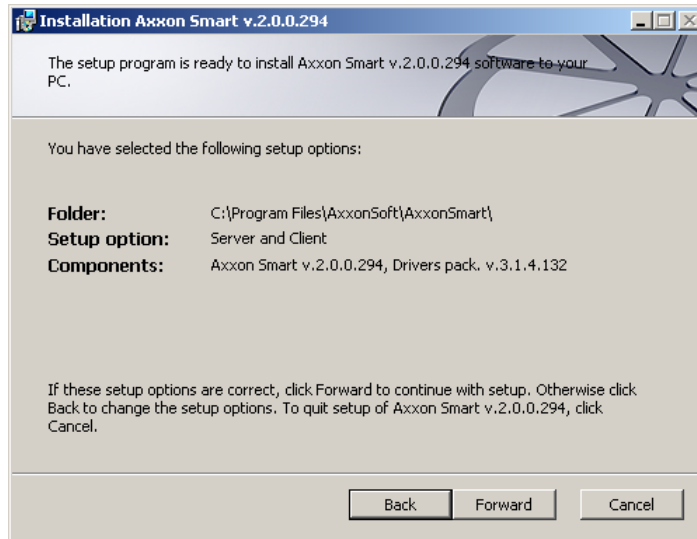 Installation Axxon Smart v.2.0.0.294
The setup program is ready to install Axxon Smart v.2.0.0.294 software to your
PC.
You have selected the following setup options:
Folder: C:\Program Files\AxxonSoft\AxxonSmart\
Setup option: Server and Client
Components: Axxon Smart v.2.0.0.294, Drivers pack. v.3.1.4.132
If these setup options are correct, click Forward to continue with setup. Otherwise click
Back to change the setup options. To quit setup of Axxon Smart v.2.0.0.294, click
Cancel.
Back Forward Cancel